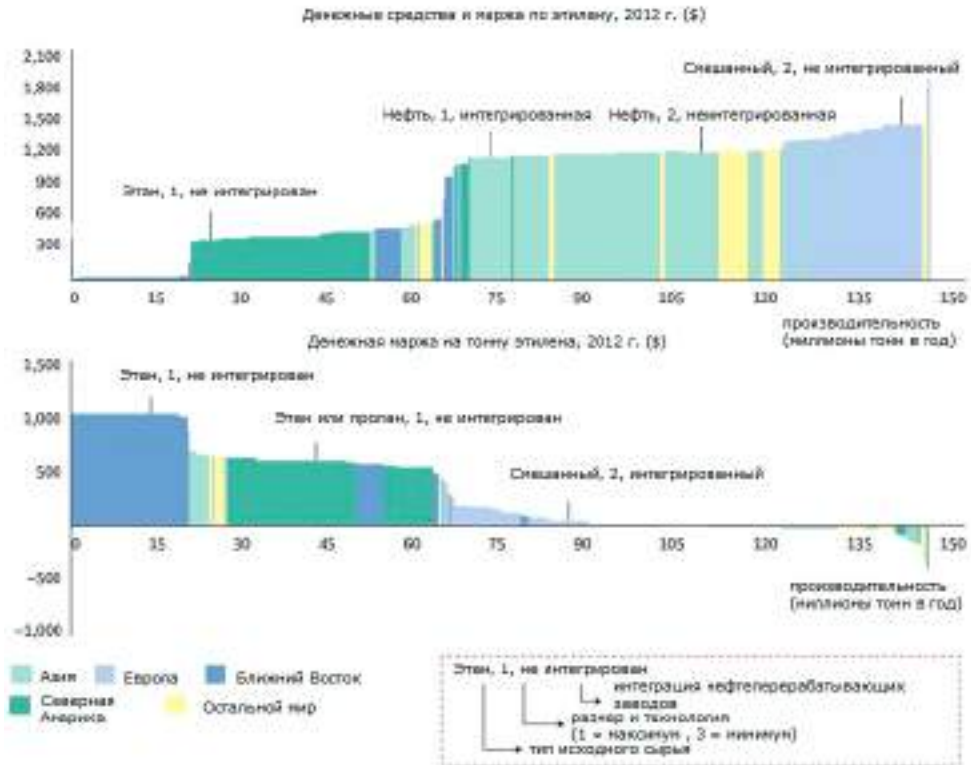 Денежные средства и маржа по этилену, 2012 г. ($)
2,100
1,800
1,500
1,200
900
600
300
Этан, 1, не интегрирован
Нефть, 1, интегрированная
Нефть, 2, неинтегрированная
Смешанный, 2, не интегрированный
0 15 30 45 60 75 90 105 120 135 150
производительность
(миллионы тонн в год)
Денежная маржа на тонну этилена, 2012 г. ($)
1,500
1,000
500
−500
−1,000
Этан, 1, не интегрирован
Этан или пропан, 1, не интегрирован
Смешанный, 2, интегрированный
0 15 30 45 60 75 90 105 120 135 150
производительность
(миллионы тонн в год)
Азия
Европа
Ближний Восток
Северная
Америка
Остальной мир
Этан, 1, не интегрирован
интеграция нефтеперерабатывающих
заводов
размер и технология
(1 = максимум , 3 = минимум)
тип исходного сырья